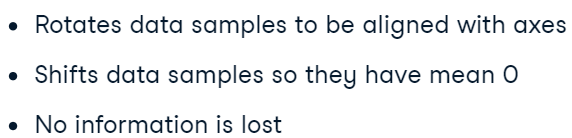 • Rotates data samples to be aligned with axes
• Shifts data samples so they have mean 0
• No information is lost